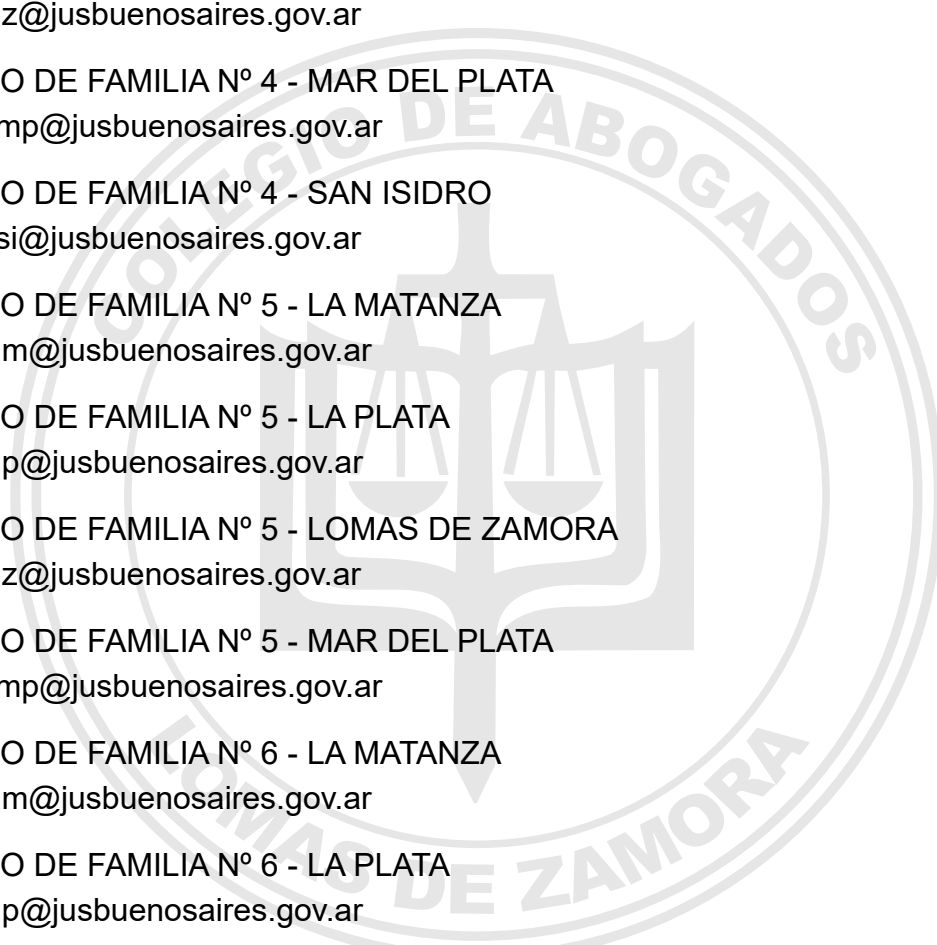 z@jusbuenosaires.gov.ar
O DE FAMILIA Nº 4 - MAR DEL PLATA
mp@jusbuenosaires.gov.ar
O DE FAMILIA Nº 4 - SAN ISIDRO
si@jusbuenosaires.gov.ar
O DE FAMILIA Nº 5 - LA MATANZA
m@jusbuenosaires.gov.ar
O DE FAMILIA Nº 5 - LA PLATA
p@jusbuenosaires.gov.ar
O DE FAMILIA Nº 5 - LOMAS DE ZAMORA
z@jusbuenosaires.gov.ar
O DE FAMILIA Nº 5 - MAR DEL PLATA
mp@jusbuenosaires.gov.ar
O DE FAMILIA Nº 6 - LA MATANZA
m@jusbuenosaires.gov.ar
O DE FAMILIA Nº 6 - LA PLATA
p@jusbuenosaires.gov.ar
COLEGIO DE ABOGADOS
LOMAS DE ZAMORA